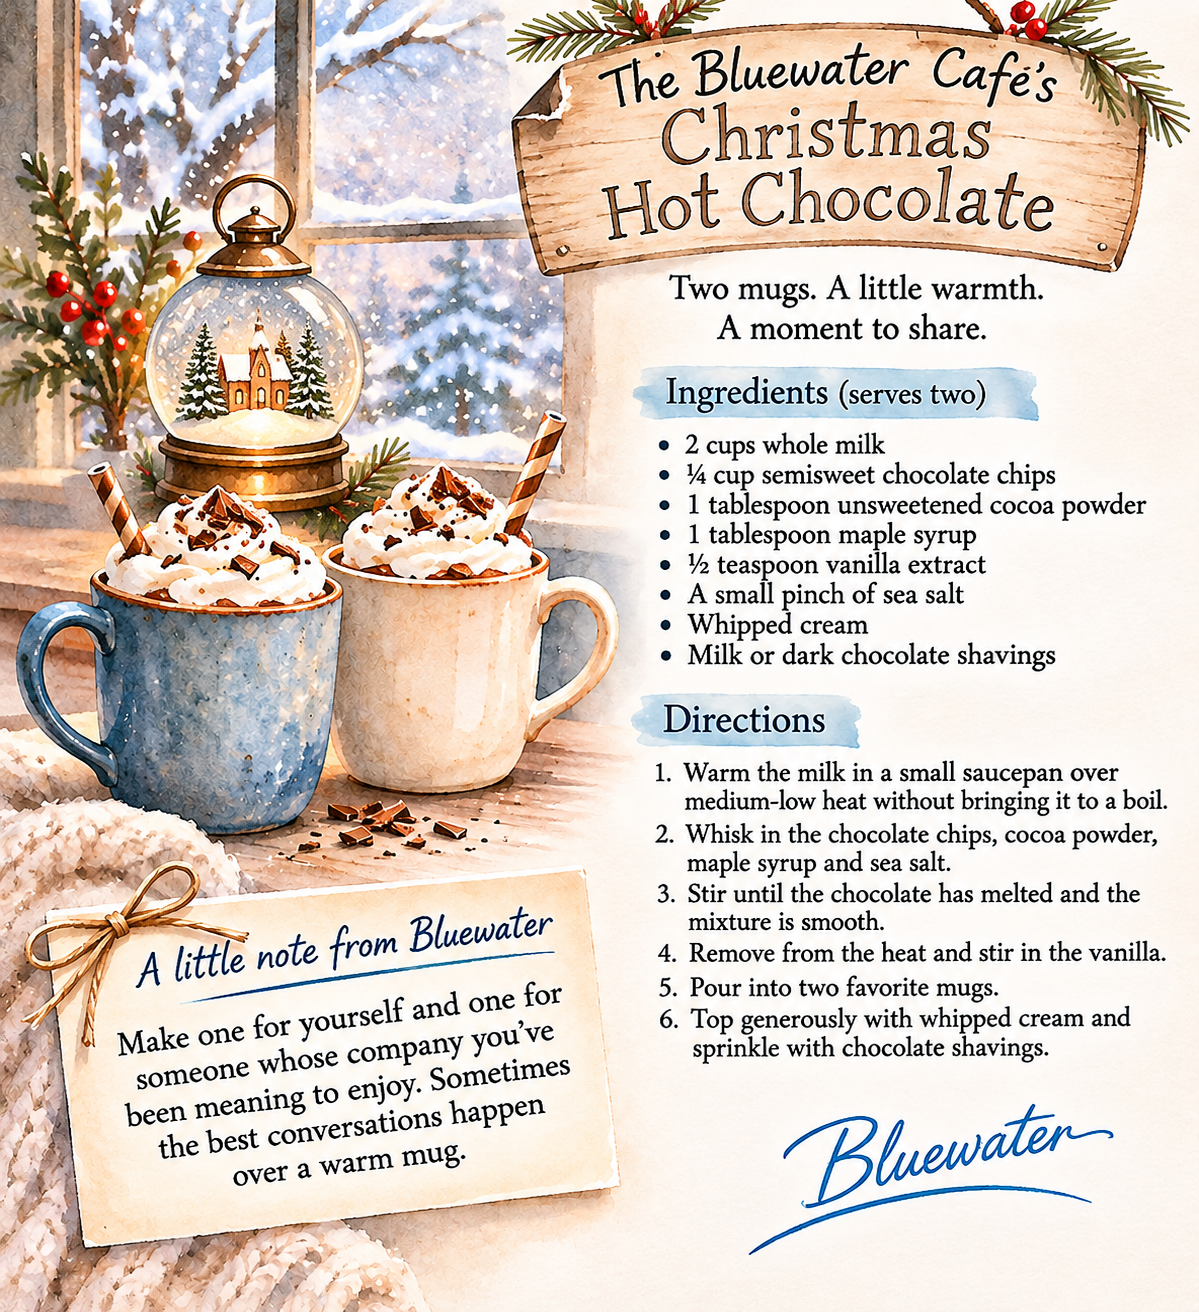 The Bluewater Café's
Christmas
Hot Chocolate
Two mugs. A little warmth.
A moment to share.
Ingredients (serves two)
• 2 cups whole milk
• ¼ cup semisweet chocolate chips
• 1 tablespoon unsweetened cocoa powder
• 1 tablespoon maple syrup
• ½ teaspoon vanilla extract
• A small pinch of sea salt
• Whipped cream
• Milk or dark chocolate shavings
Directions
1. Warm the milk in a small saucepan over
medium-low heat without bringing it to a boil.
2. Whisk in the chocolate chips, cocoa powder,
maple syrup and sea salt.
3. Stir until the chocolate has melted and the
mixture is smooth.
4. Remove from the heat and stir in the vanilla.
5. Pour into two favorite mugs.
6. Top generously with whipped cream and
sprinkle with chocolate shavings.
A little note from Bluewater
Make one for yourself and one for
someone whose company you've
been meaning to enjoy. Sometimes
the best conversations happen
over a warm mug.
Bluewater